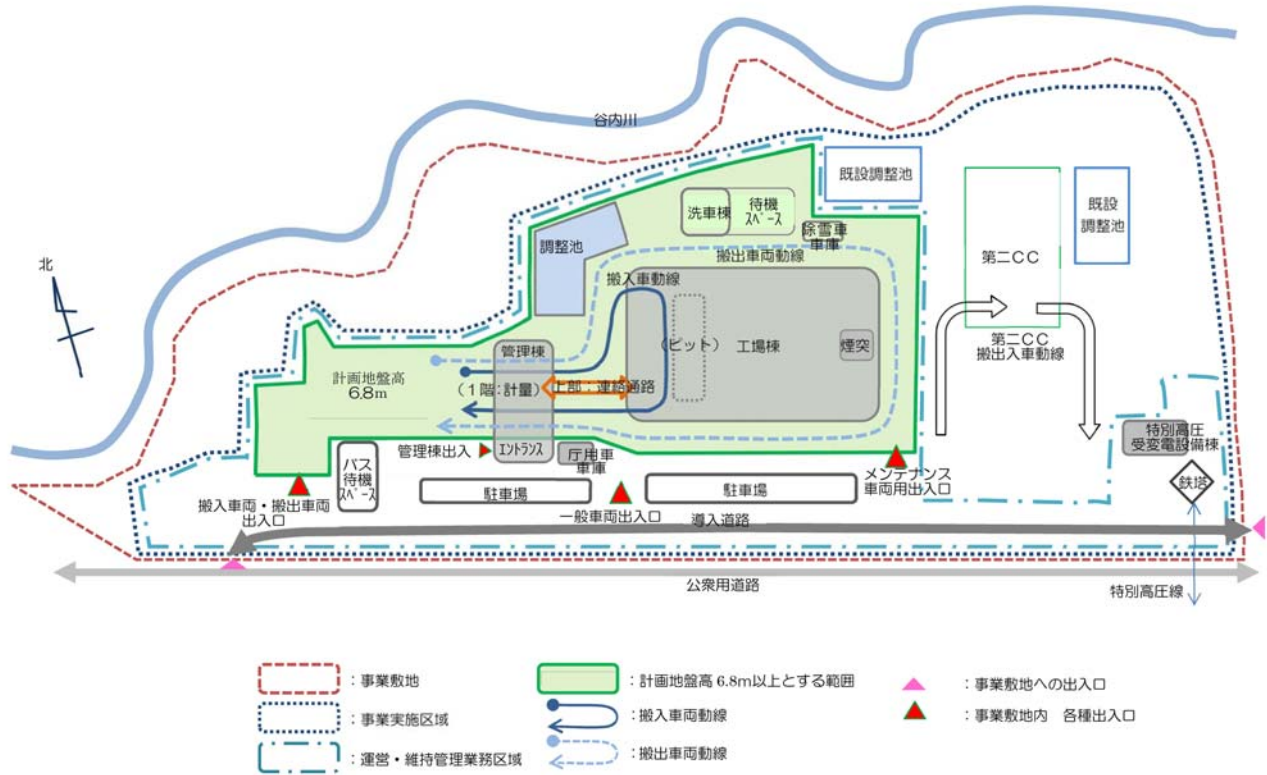 谷内川
北
既設調整池
洗車棟
待機
スペース
既設
調整池
除雪車
車庫
調整池
搬出車両動線
第二CC
搬入車動線
管理棟
(ピット)
工場棟
煙突
第二CC
搬出入車動線
計画地盤高
6.8m
(1階:計量)
上部:連絡通路
特別高圧
受変電設備棟
管理棟出入
エントランス
庁用車
車庫
バス
待機
スペース
メンテナンス
車両用出入口
鉄塔
駐車場
駐車場
搬入車両・搬出車両
出入口
一般車両出入口
導入道路
公衆用道路
特別高圧線
:事業敷地
:計画地盤高 6.8m以上とする範囲
:事業敷地への出入口
:事業実施区域
:搬入車両動線
:事業敷地内 各種出入口
:運営・維持管理業務区域
:搬出車両動線